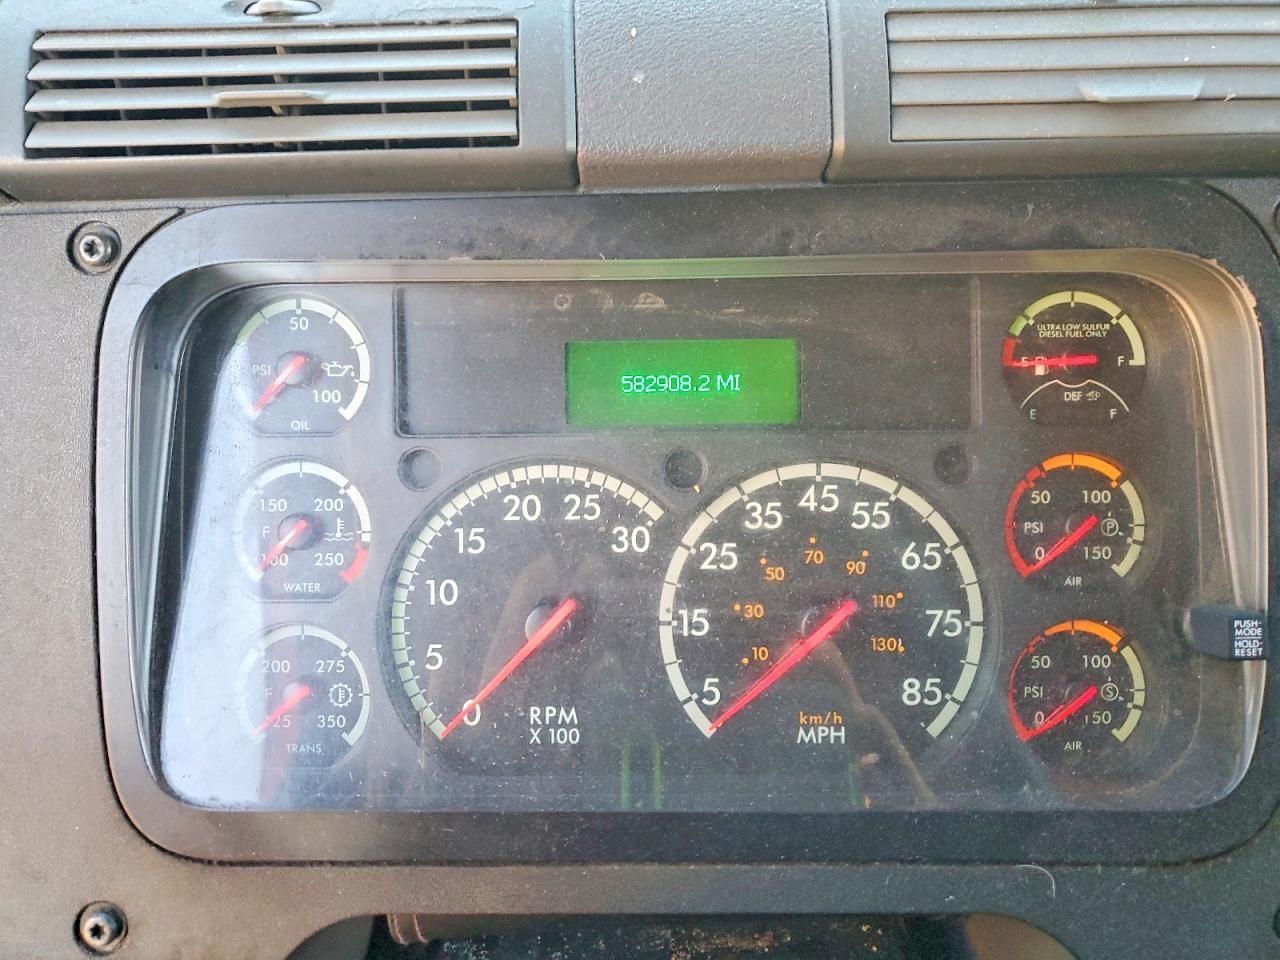 50
PSI
100
OIL
582908.2 MI
ULTRA LOW SULFUR
DIESEL FUEL ONLY
E F
DEF
E F
150 200
F
100 250
WATER
0 5 10 15 20 25 30
RPM
X 100
5 15 25 35 45 55 65 75 85
10 30 50 70 90 110 130
km/h
MPH
50 100
PSI P
0 150
AIR
200 275
F
350
TRANS
50 100
PSI S
0 150
AIR
PUSH-
MODE
HOLD-
RESET